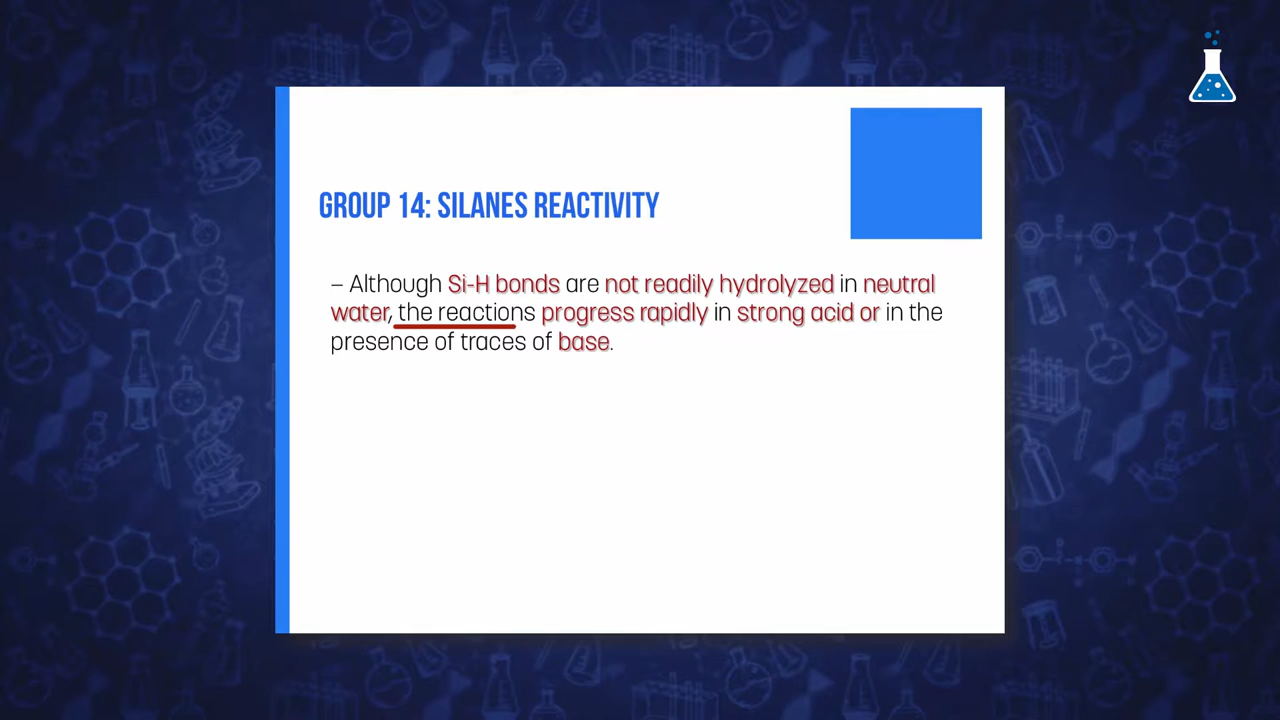 GROUP 14: SILANES REACTIVITY
– Although Si-H bonds are not readily hydrolyzed in neutral
water, the reactions progress rapidly in strong acid or in the
presence of traces of base.